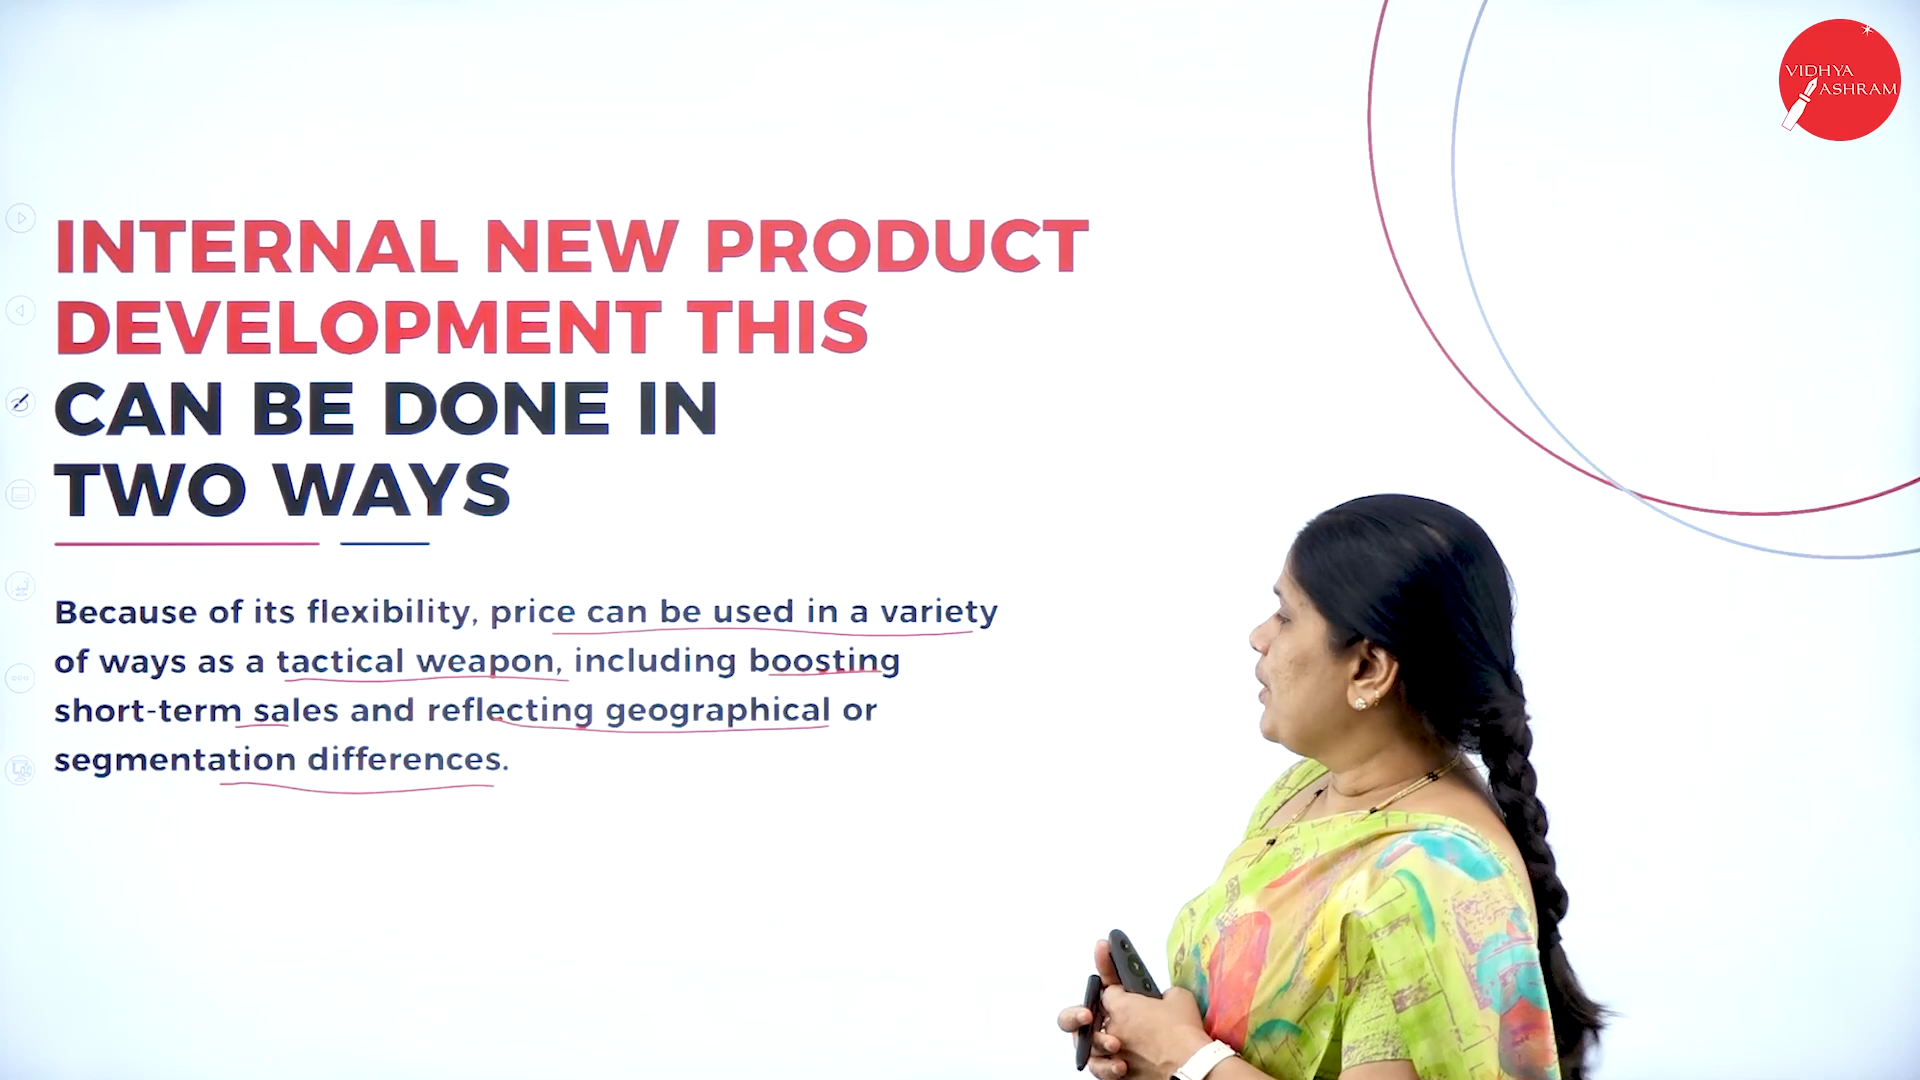 VIDHYA
ASHRAM
INTERNAL NEW PRODUCT
DEVELOPMENT THIS
CAN BE DONE IN
TWO WAYS
Because of its flexibility, price can be used in a variety
of ways as a tactical weapon, including boosting
short-term sales and reflecting geographical or
segmentation differences.